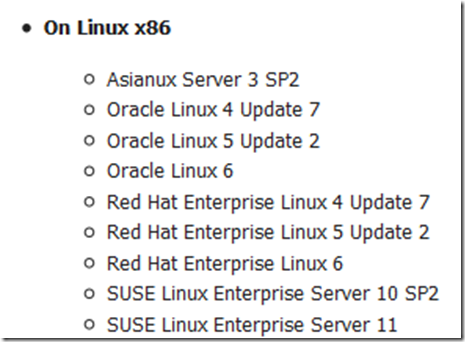 On Linux x86
Asianux Server 3 SP2
Oracle Linux 4 Update 7
Oracle Linux 5 Update 2
Oracle Linux 6
Red Hat Enterprise Linux 4 Update 7
Red Hat Enterprise Linux 5 Update 2
Red Hat Enterprise Linux 6
SUSE Linux Enterprise Server 10 SP2
SUSE Linux Enterprise Server 11